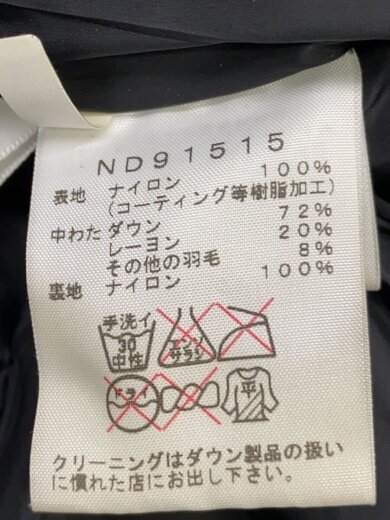 ND91515
表地 ナイロン 100%
(コーティング等樹脂加工)
中わた ダウン 72%
レーヨン 20%
その他の羽毛 8%
裏地 ナイロン 100%
手洗イ 30 中性 エンソ サラシ
ドライ 平
クリーニングはダウン製品の扱い
に慣れた店にお出し下さい。